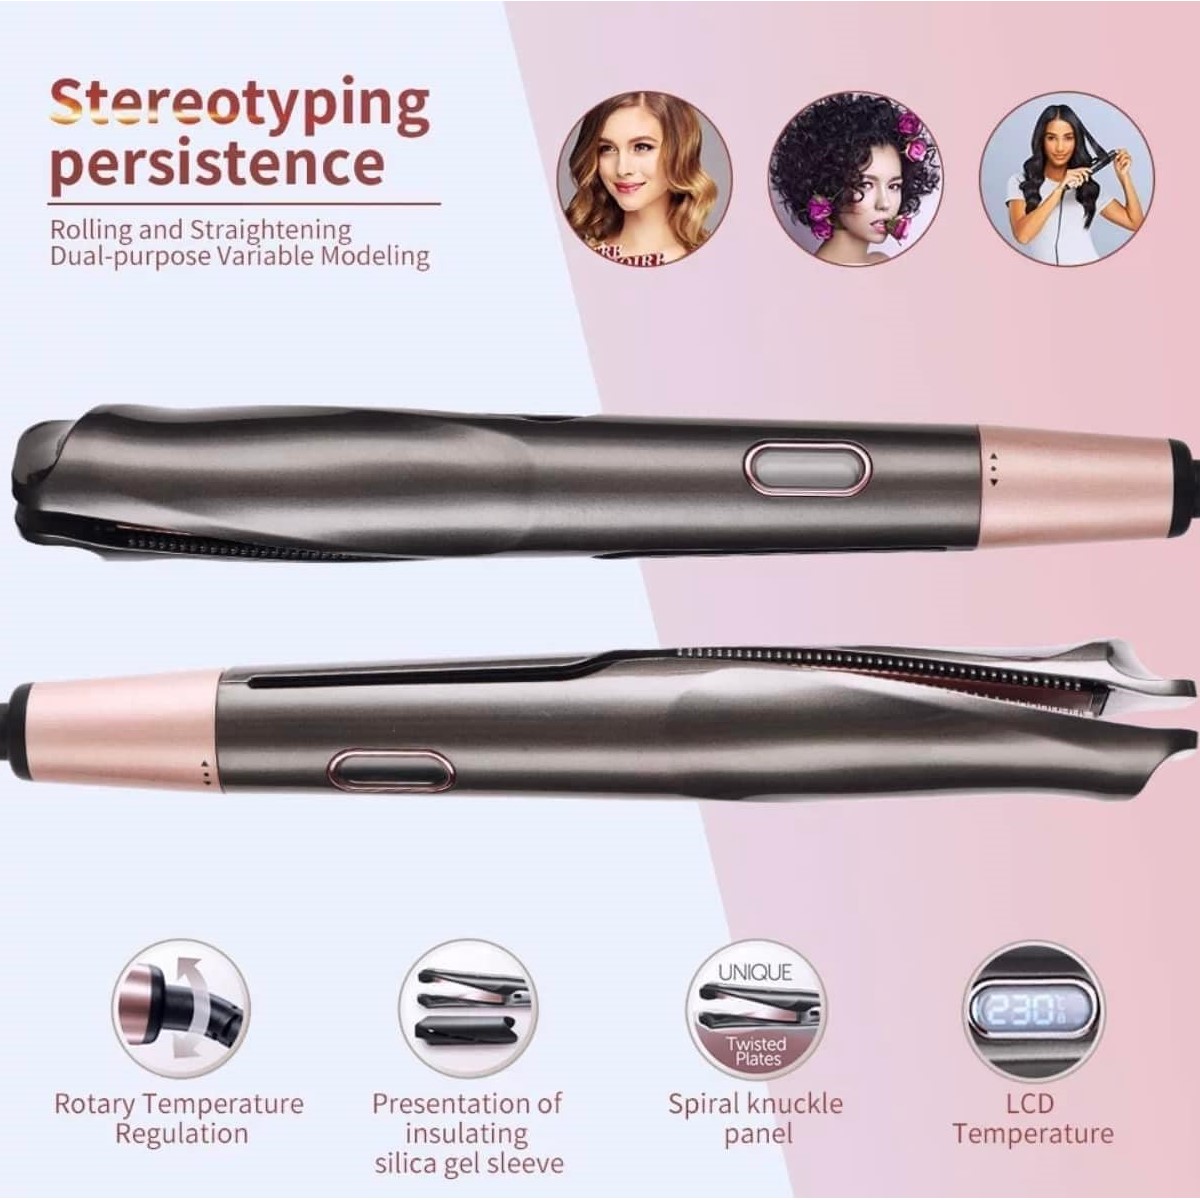 Stereotyping
persistence
Rolling and Straightening
Dual-purpose Variable Modeling
UNIQUE
Twisted
Plates
230
Rotary Temperature
Regulation
Presentation of
insulating
silica gel sleeve
Spiral knuckle
panel
LCD
Temperature